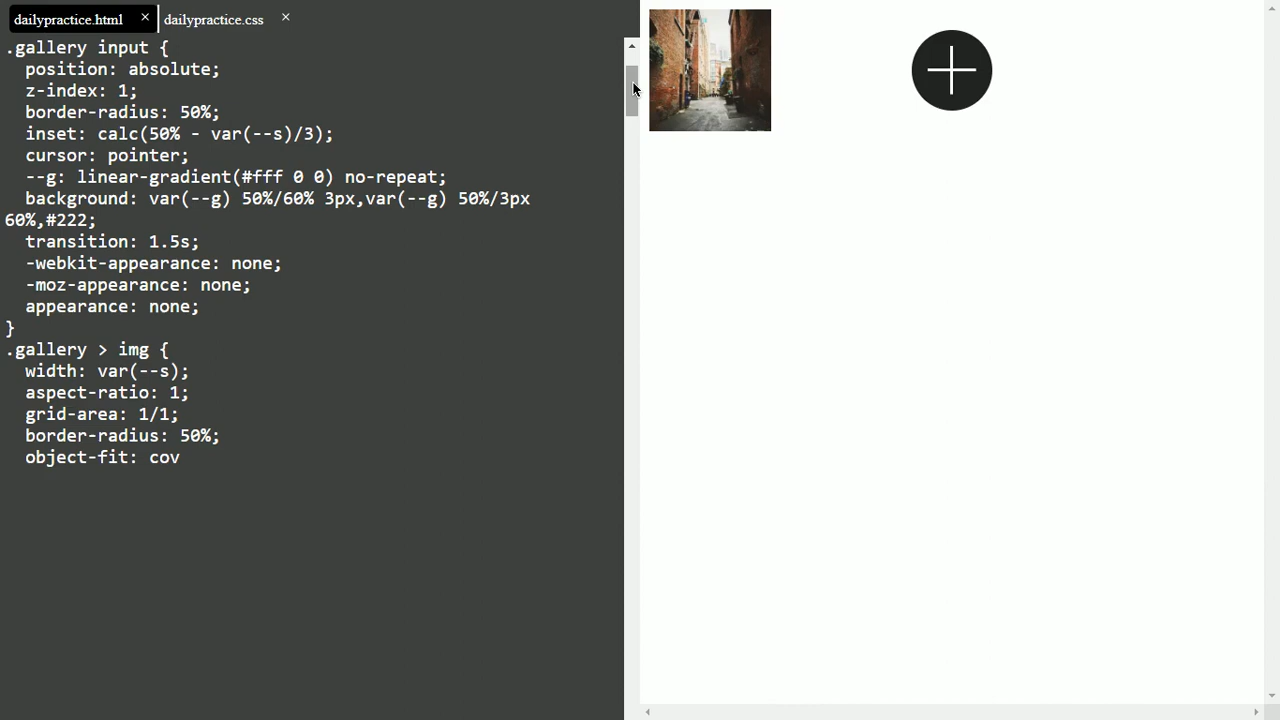 dailypractice.html × dailypractice.css ×
.gallery input {
position: absolute;
z-index: 1;
border-radius: 50%;
inset: calc(50% - var(--s)/3);
cursor: pointer;
--g: linear-gradient(#fff 0 0) no-repeat;
background: var(--g) 50%/60% 3px,var(--g) 50%/3px
60%,#222;
transition: 1.5s;
-webkit-appearance: none;
-moz-appearance: none;
appearance: none;
}
.gallery > img {
width: var(--s);
aspect-ratio: 1;
grid-area: 1/1;
border-radius: 50%;
object-fit: cov